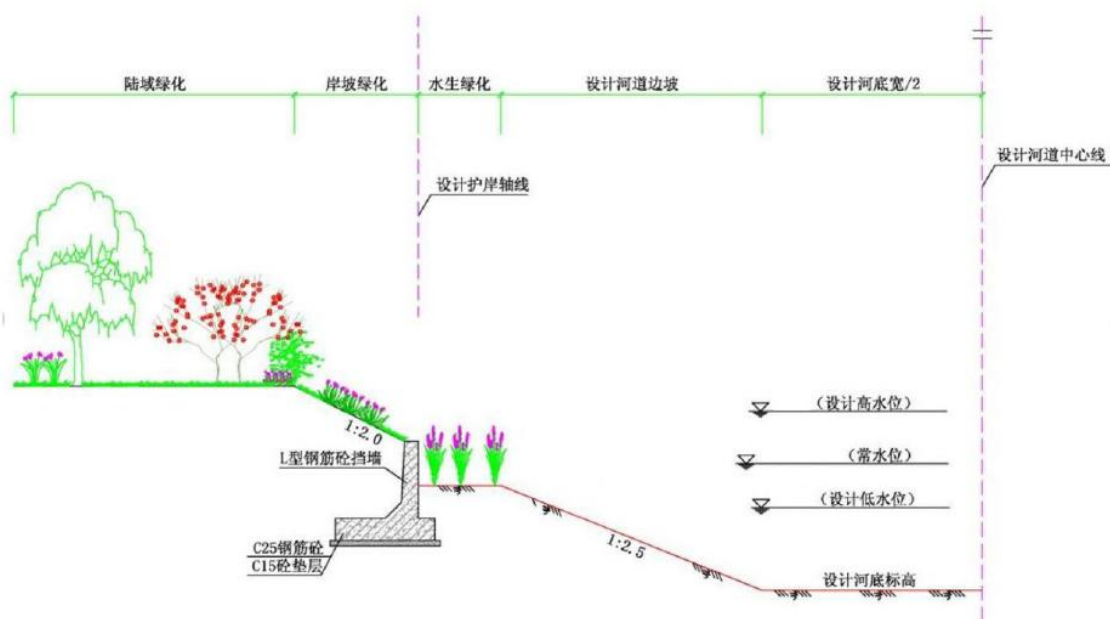 陆域绿化
岸坡绿化
水生绿化
设计河道边坡
设计河底宽/2
设计河道中心线
设计护岸轴线
(设计高水位)
1:2.0
L型钢筋砼挡墙
(常水位)
(设计低水位)
1:2.5
C25钢筋砼
C15砼垫层
设计河底标高